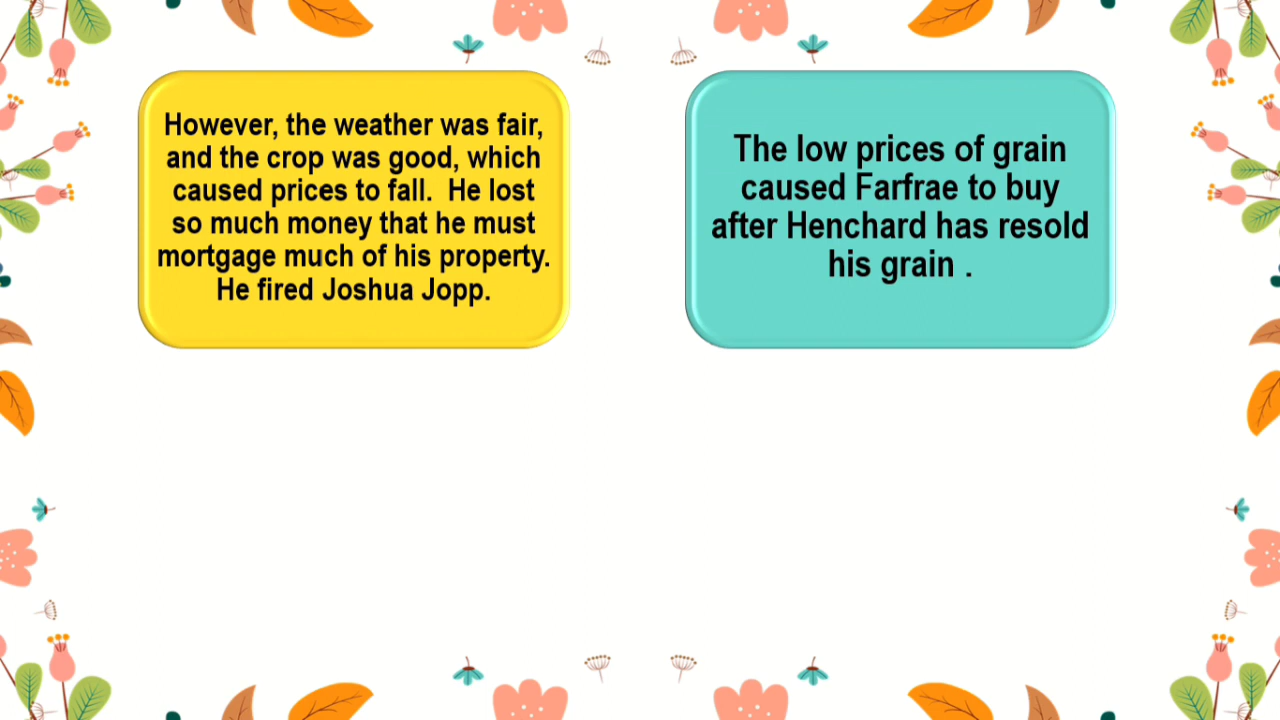 However, the weather was fair,
and the crop was good, which
caused prices to fall.  He lost
so much money that he must
mortgage much of his property.
He fired Joshua Jopp.
The low prices of grain
caused Farfrae to buy
after Henchard has resold
his grain .